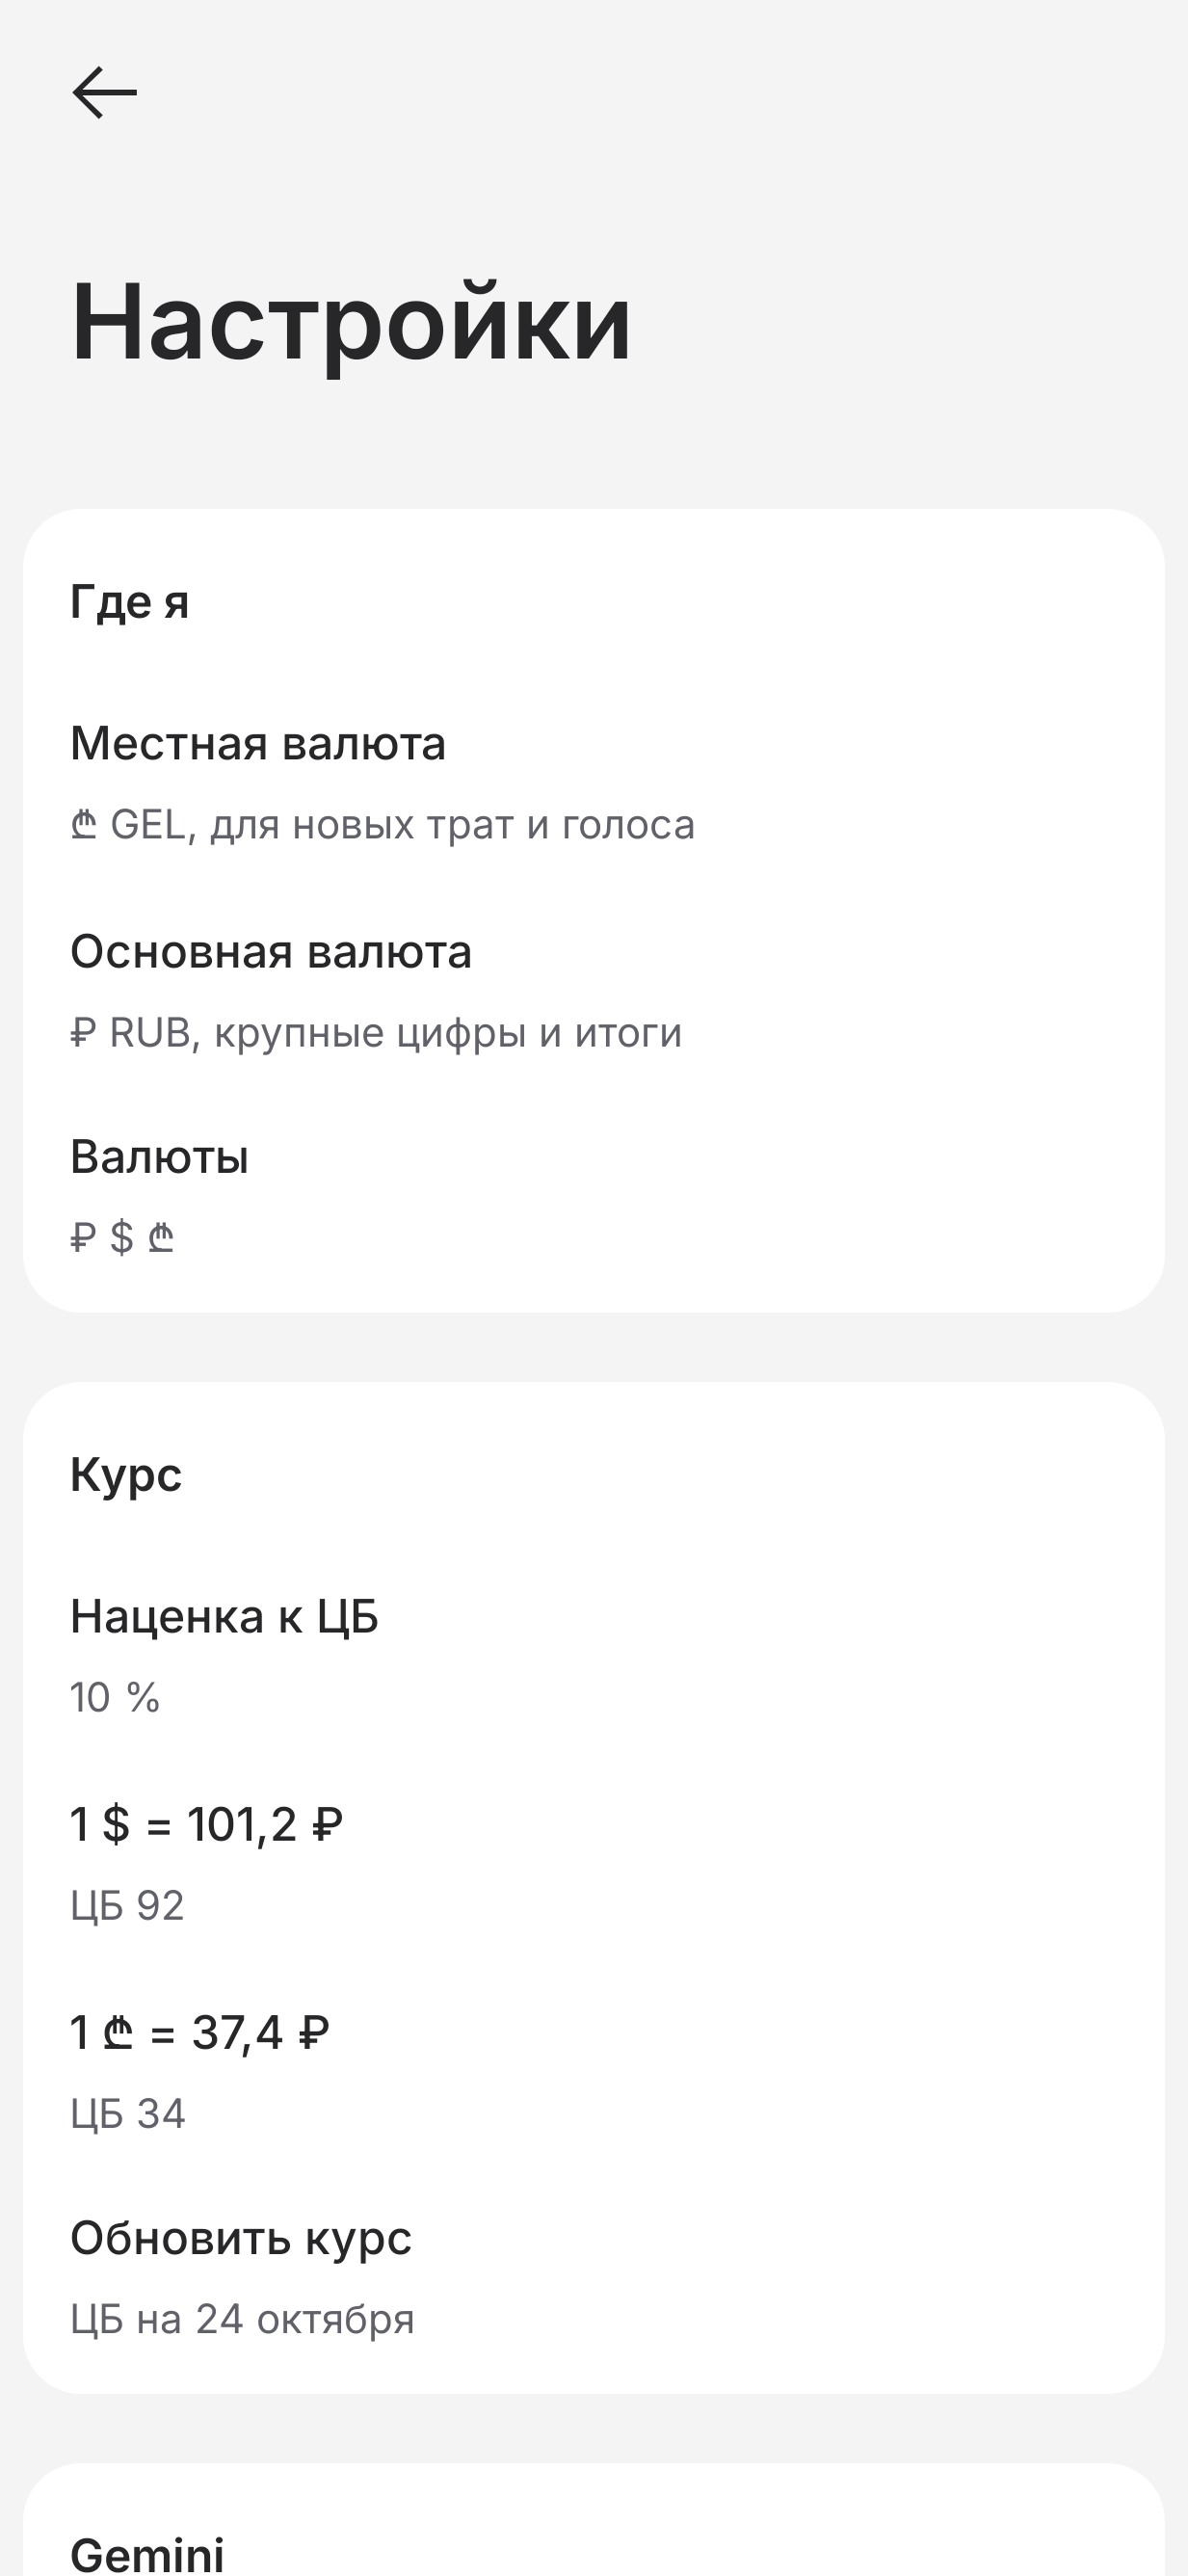 Настройки
Где я
Местная валюта
₾ GEL, для новых трат и голоса
Основная валюта
₽ RUB, крупные цифры и итоги
Валюты
₽ $ ₾
Курс
Наценка к ЦБ
10 %
1 $ = 101,2 ₽
ЦБ 92
1 ₾ = 37,4 ₽
ЦБ 34
Обновить курс
ЦБ на 24 октября
Gemini